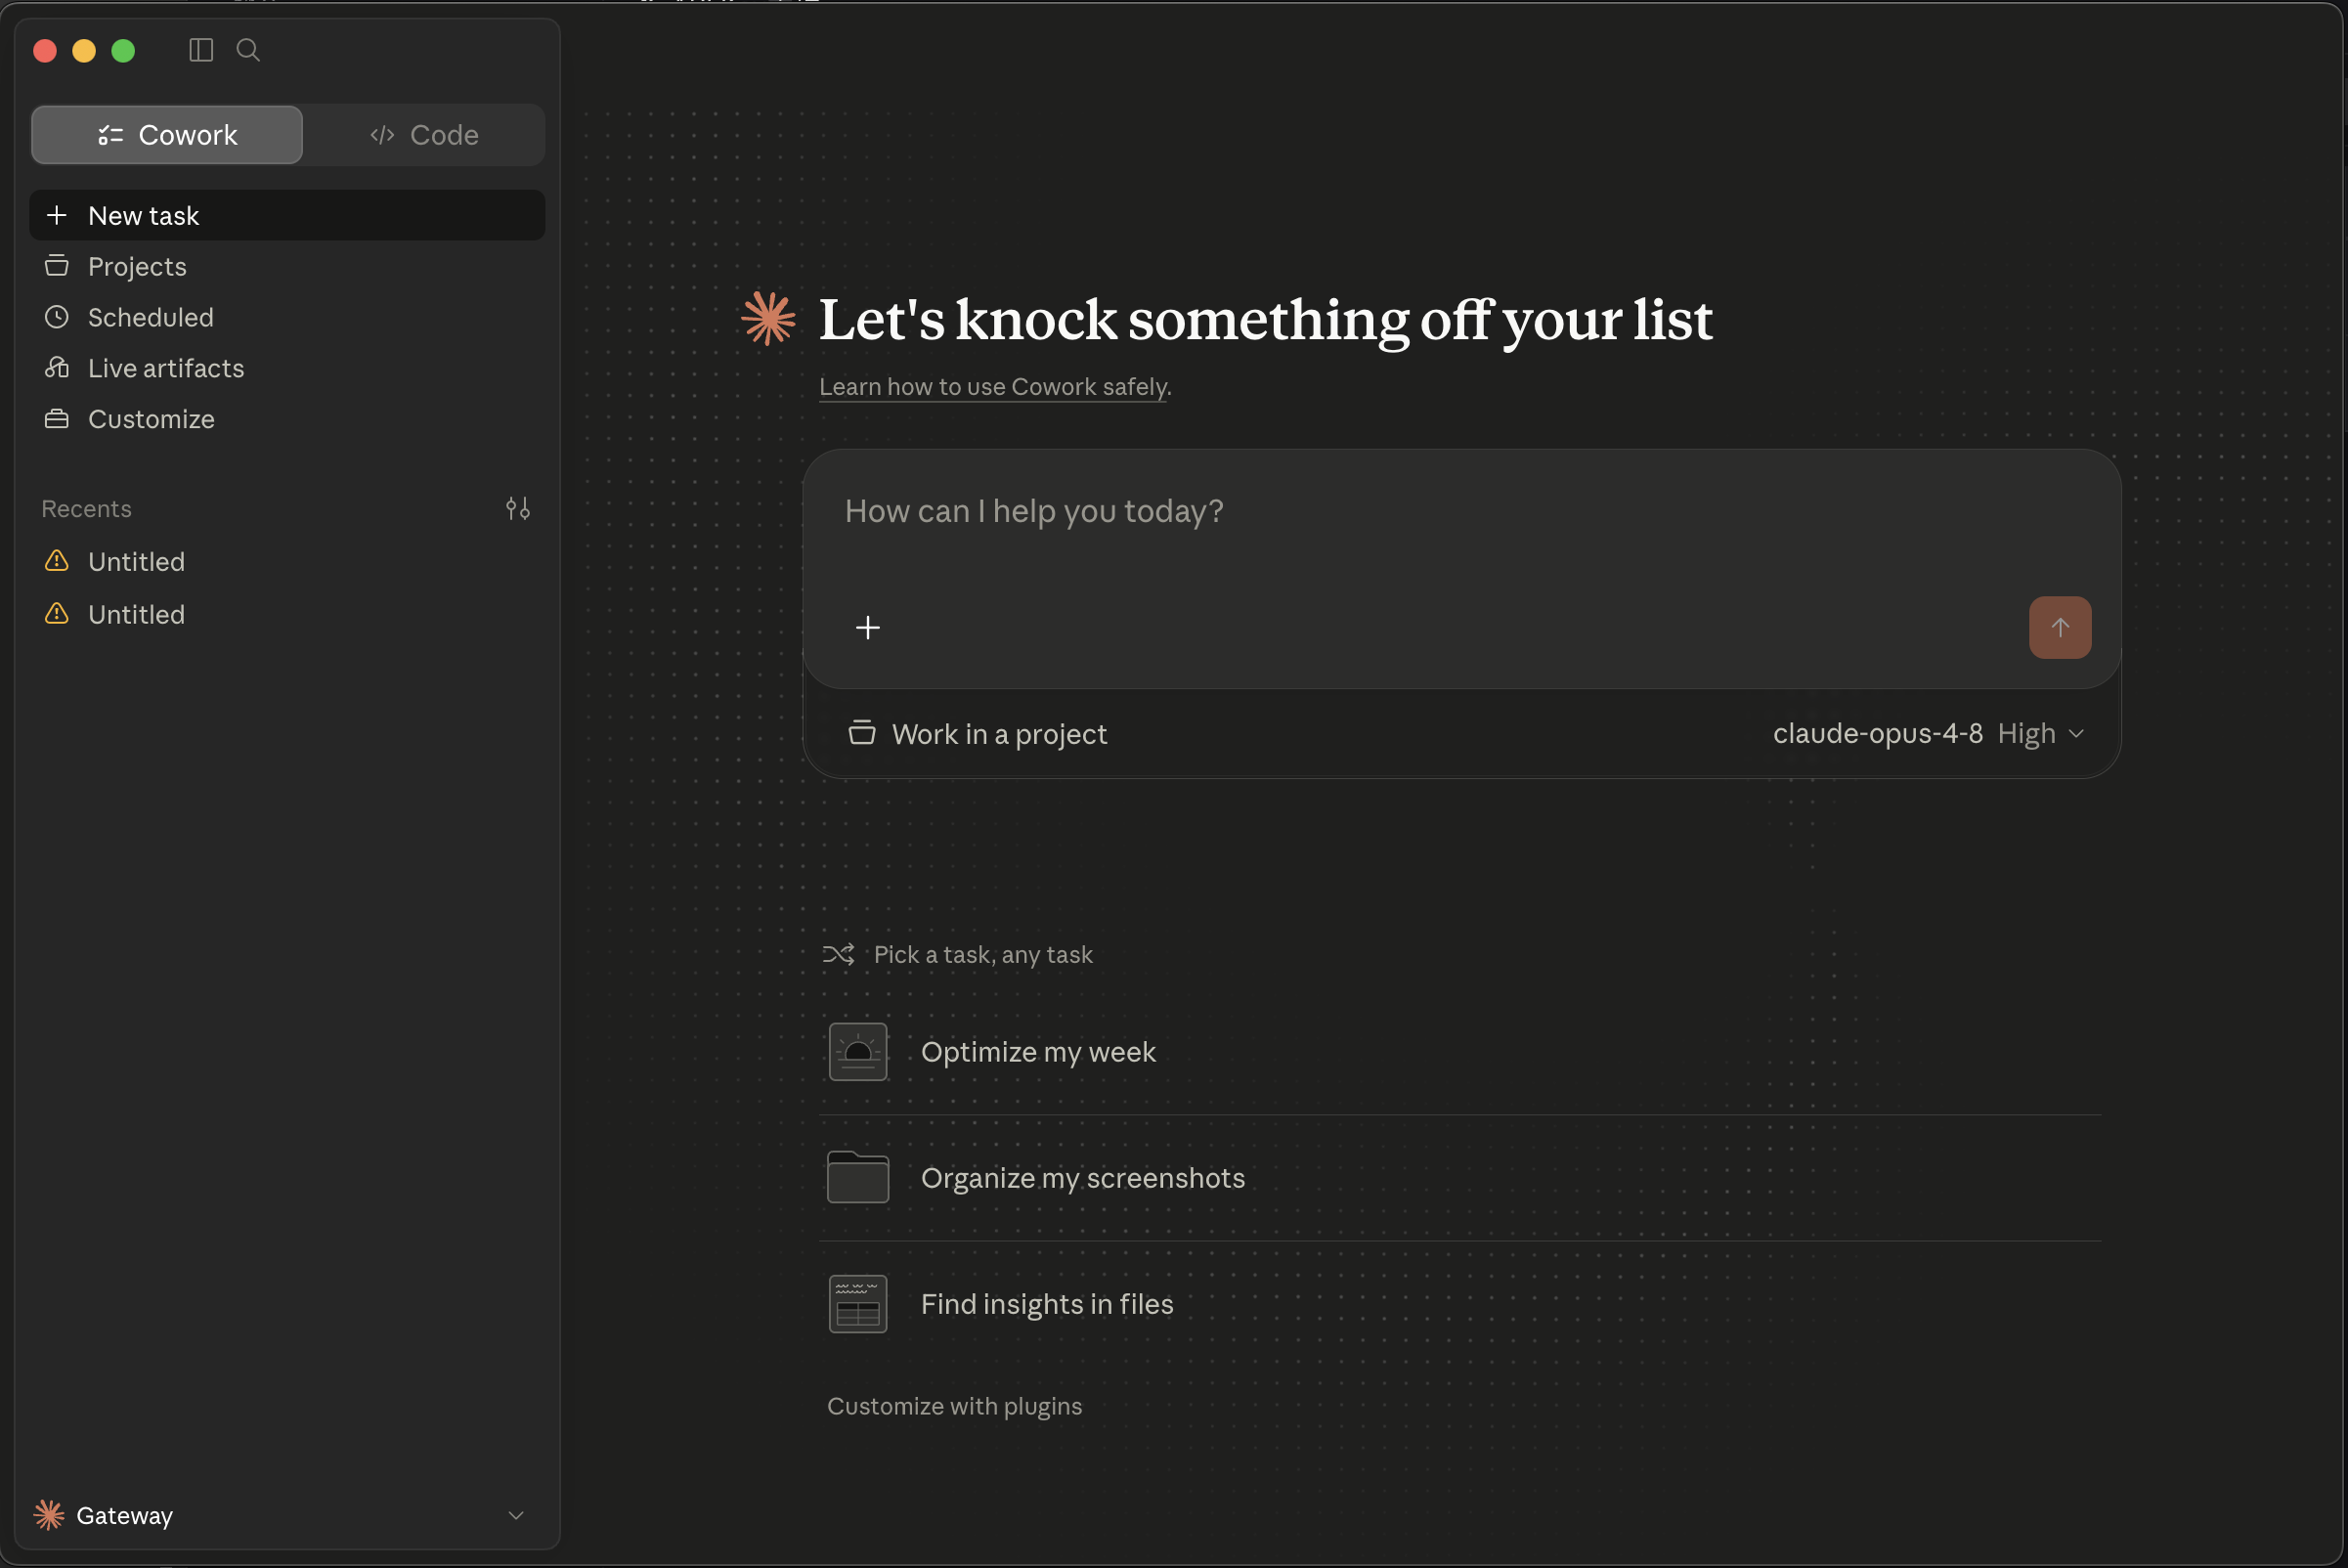 Cowork
Code
New task
Projects
Scheduled
Live artifacts
Customize
Recents
Untitled
Untitled
Gateway
Let's knock something off your list
Learn how to use Cowork safely.
How can I help you today?
Work in a project
claude-opus-4-8 High
Pick a task, any task
Optimize my week
Organize my screenshots
Find insights in files
Customize with plugins